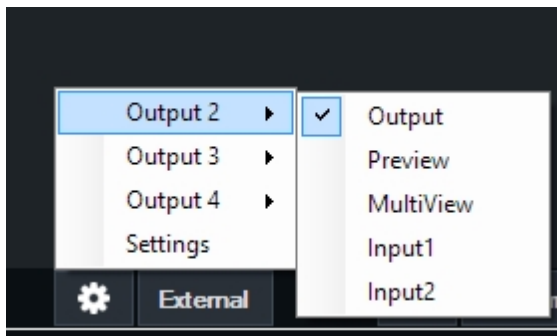 Output 2
Output 3
Output 4
Settings
Output
Preview
MultiView
Input1
Input2
External